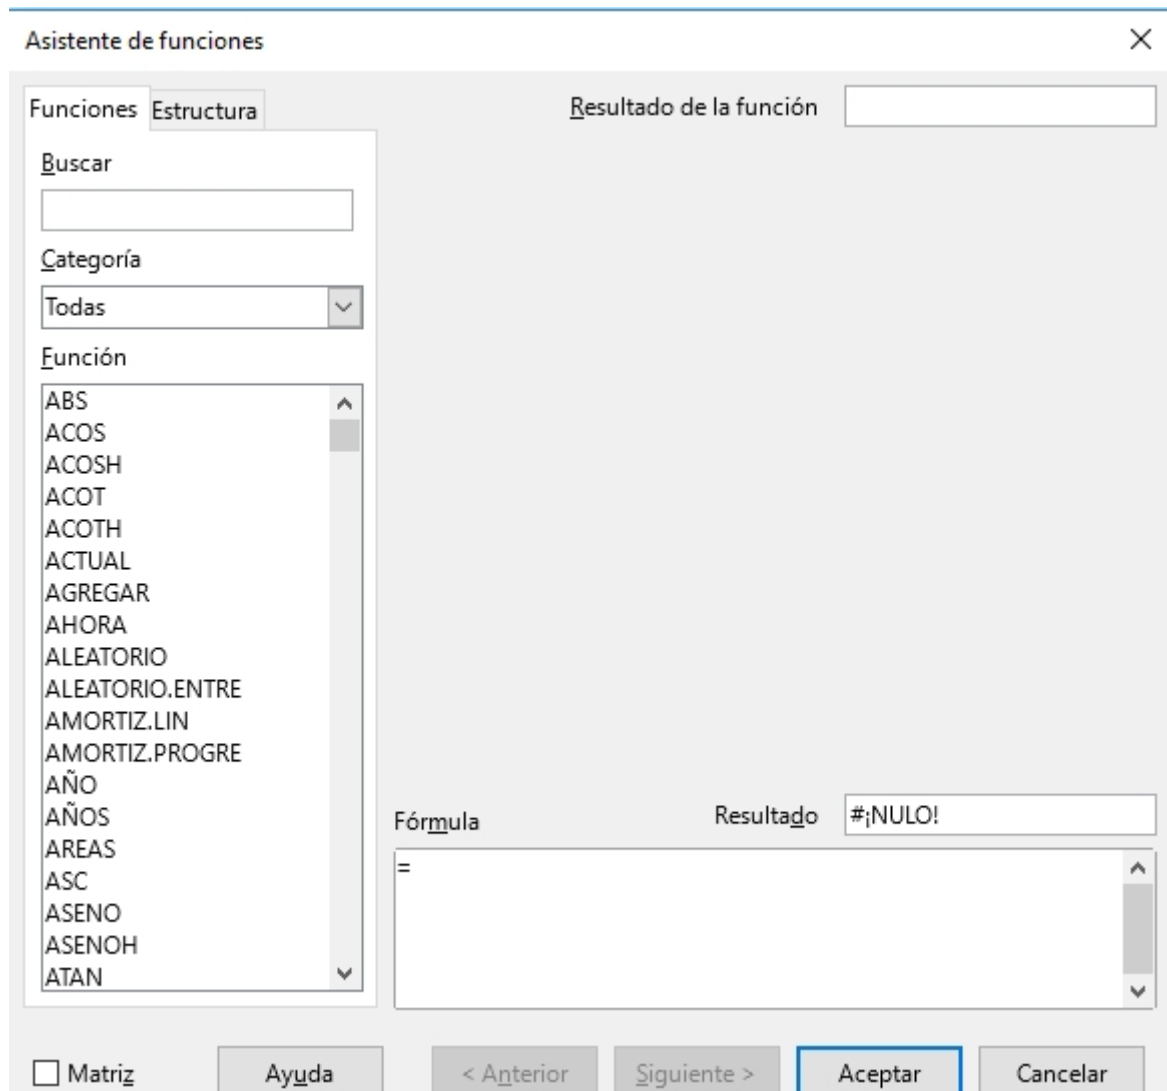 Asistente de funciones
Funciones Estructura
Resultado de la función
Buscar
Categoría
Todas
Función
ABS
ACOS
ACOSH
ACOT
ACOTH
ACTUAL
AGREGAR
AHORA
ALEATORIO
ALEATORIO.ENTRE
AMORTIZ.LIN
AMORTIZ.PROGRE
AÑO
AÑOS
AREAS
ASC
ASENO
ASENOH
ATAN
Fórmula Resultado #¡NULO!
=
Matriz Ayuda < Anterior Siguiente > Aceptar Cancelar